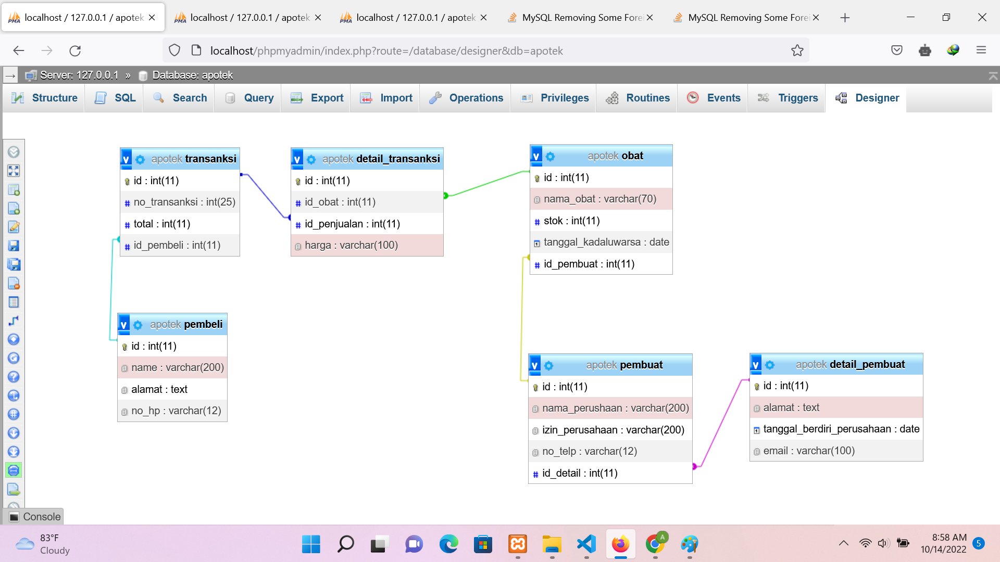 localhost / 127.0.0.1 / apotek
localhost / 127.0.0.1 / apotek
localhost / 127.0.0.1 / apotek
MySQL Removing Some Forei
MySQL Removing Some Forei
localhost/phpmyadmin/index.php?route=/database/designer&db=apotek
Server: 127.0.0.1 » Database: apotek
Structure SQL Search Query Export Import Operations Privileges Routines Events Triggers Designer
v apotek transanksi
id : int(11)
no_transanksi : int(25)
total : int(11)
id_pembeli : int(11)
v apotek detail_transanksi
id : int(11)
id_obat : int(11)
id_penjualan : int(11)
harga : varchar(100)
v apotek obat
id : int(11)
nama_obat : varchar(70)
stok : int(11)
tanggal_kadaluwarsa : date
id_pembuat : int(11)
v apotek pembeli
id : int(11)
name : varchar(200)
alamat : text
no_hp : varchar(12)
v apotek pembuat
id : int(11)
nama_perushaan : varchar(200)
izin_perusahaan : varchar(200)
no_telp : varchar(12)
id_detail : int(11)
v apotek detail_pembuat
id : int(11)
alamat : text
tanggal_berdiri_perusahaan : date
email : varchar(100)
Console
83°F
Cloudy
A
8:58 AM
10/14/2022
5